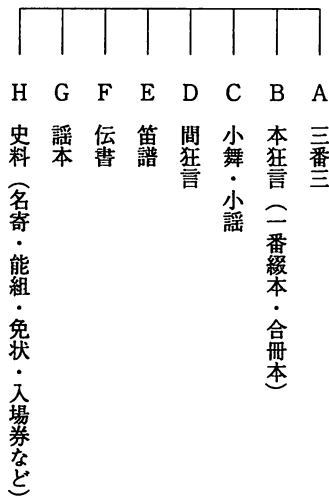 A 三番三
B 本狂言(一番綴本・合冊本)
C 小舞・小謡
D 間狂言
E 笛譜
F 伝書
G 謡本
H 史料(名寄・能組・免状・入場券など)